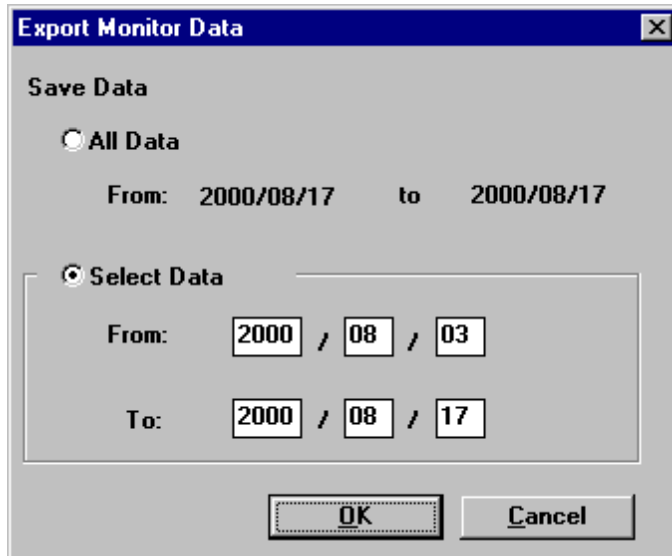 Export Monitor Data
Save Data
All Data
From: 2000/08/17 to 2000/08/17
Select Data
From: 2000 / 08 / 03
To: 2000 / 08 / 17
OK Cancel